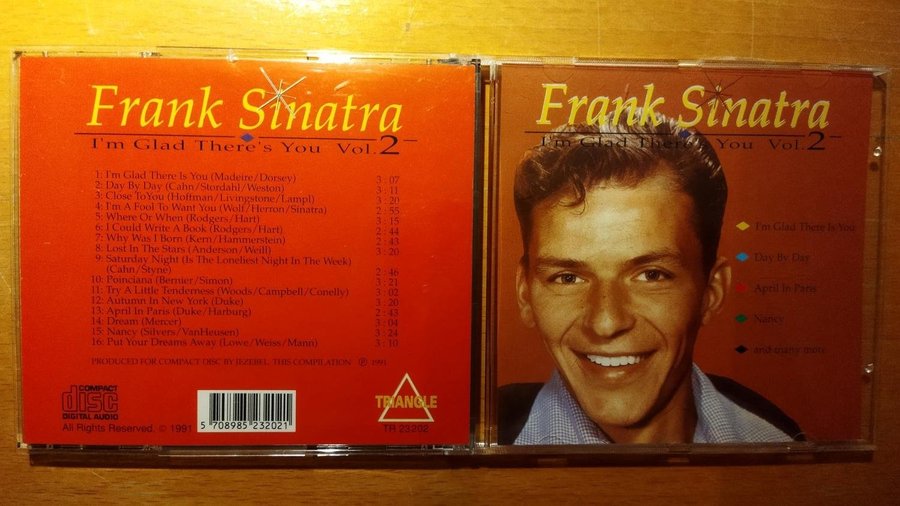 Frank Sinatra
I'm Glad There's You Vol.2
1: I'm Glad There Is You (Madeire/Dorsey) 3:07
2: Day By Day (Cahn/Stordahl/Weston) 3:11
3: Close ToYou (Hoffman/Livingstone/Lampl) 3:20
4: I'm A Fool To Want You (Wolf/Herron/Sinatra) 2:55
5: Where Or When (Rodgers/Hart) 3:15
6: I Could Write A Book (Rodgers/Hart) 2:44
7: Why Was I Born (Kern/Hammerstein) 2:43
8: Lost In The Stars (Anderson/Weill) 3:20
9: Saturday Night (Is The Loneliest Night In The Week)
(Cahn/Styne) 2:46
10: Poinciana (Bernier/Simon) 3:21
11: Try A Little Tenderness (Woods/Campbell/Conelly) 3:02
12: Autumn In New York (Duke) 3:20
13: April In Paris (Duke/Harburg) 2:43
14: Dream (Mercer) 3:04
15: Nancy (Silvers/VanHeusen) 3:24
16: Put Your Dreams Away (Lowe/Weiss/Mann) 3:10
PRODUCED FOR COMPACT DISC BY JEZEBEL, THIS COMPILATION ℗ 1991
COMPACT
disc
DIGITAL AUDIO
All Rights Reserved. © 1991
5 708985 232021
TRIANGLE
TR 23202
Frank Sinatra
I'm Glad There's You Vol.2
I'm Glad There Is You
Day By Day
April In Paris
Nancy
and many more